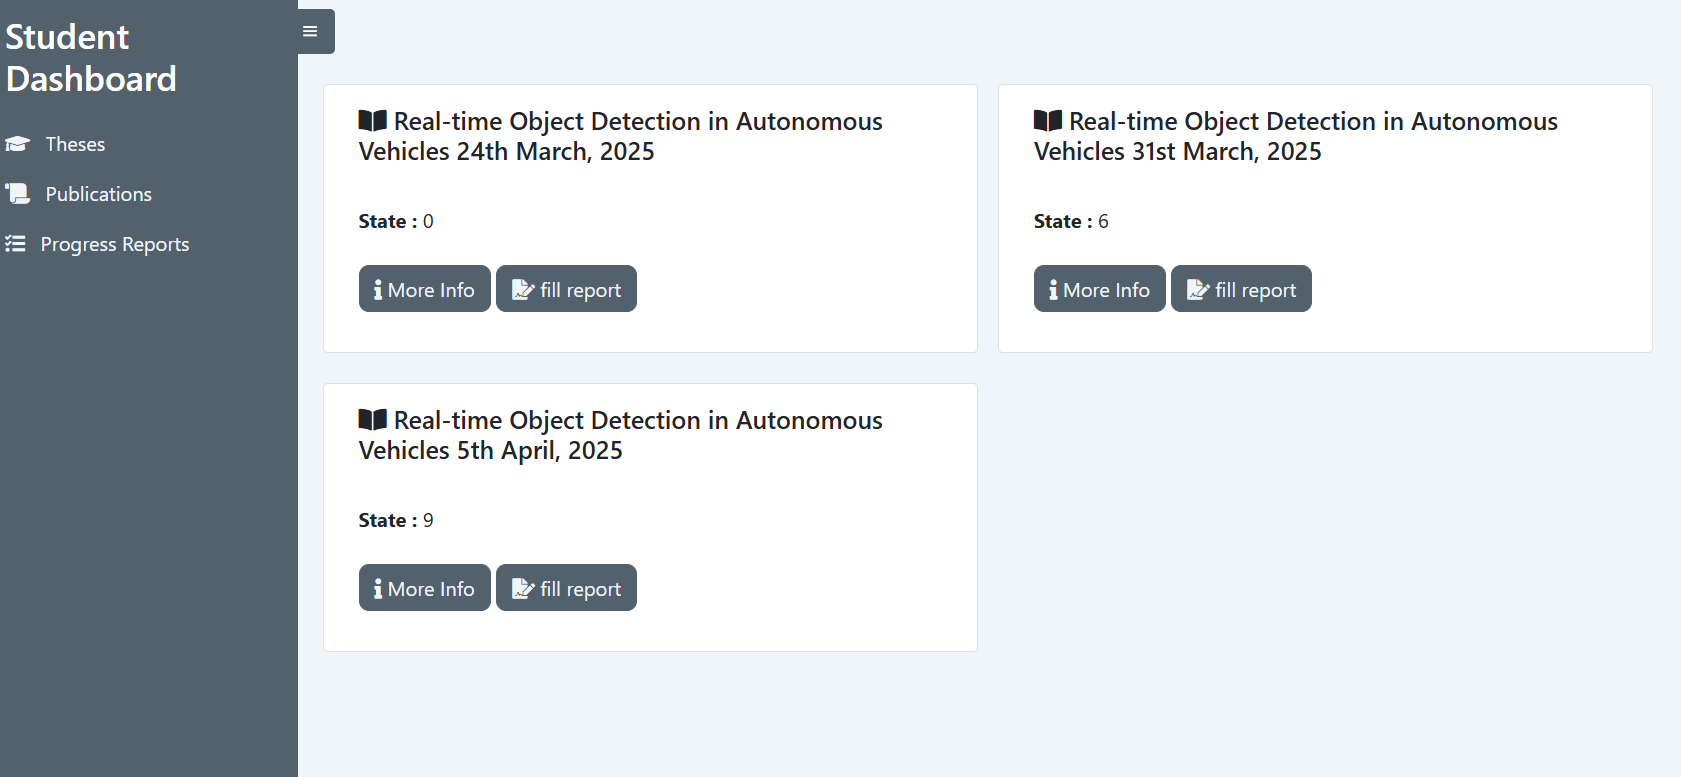 Student
Dashboard
Theses
Publications
Progress Reports
Real-time Object Detection in Autonomous
Vehicles 24th March, 2025
State : 0
More Info
fill report
Real-time Object Detection in Autonomous
Vehicles 31st March, 2025
State : 6
More Info
fill report
Real-time Object Detection in Autonomous
Vehicles 5th April, 2025
State : 9
More Info
fill report